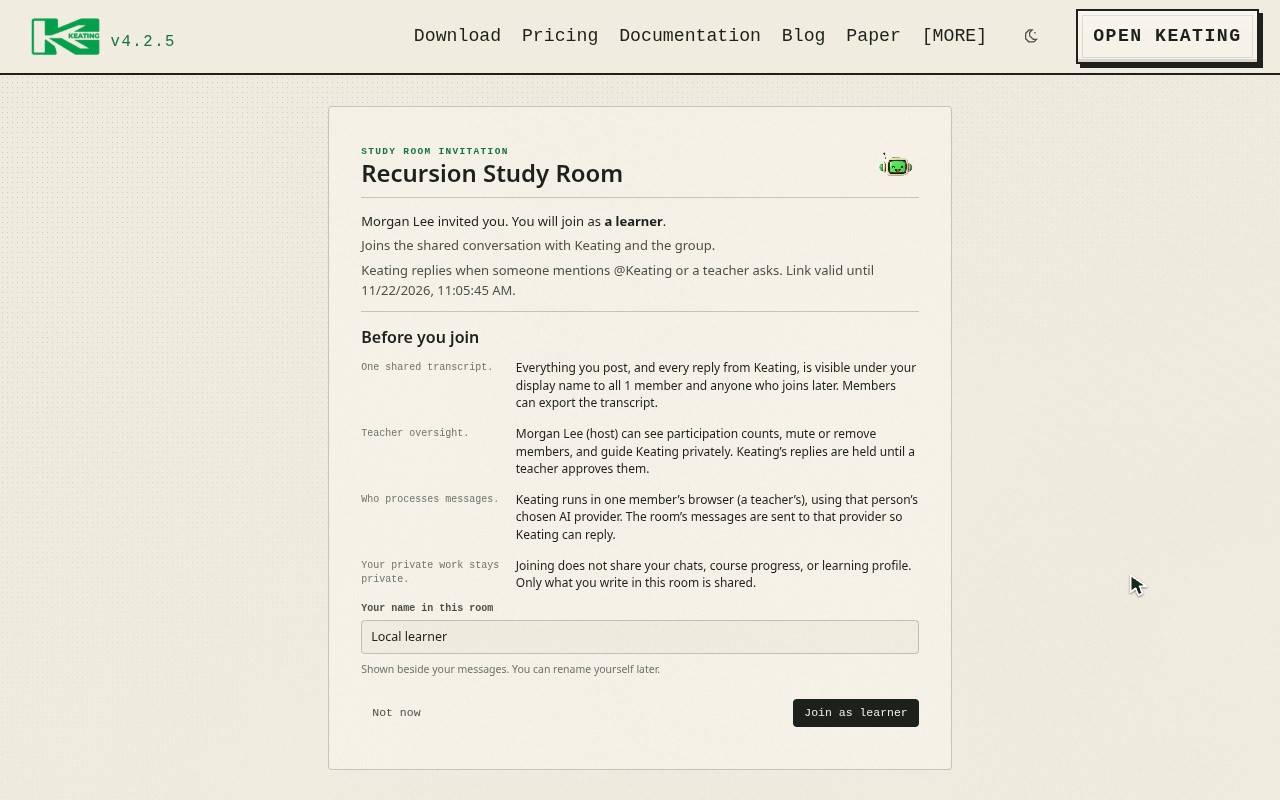 KEATING v4.2.5
Download Pricing Documentation Blog Paper [MORE] OPEN KEATING
STUDY ROOM INVITATION
Recursion Study Room
Morgan Lee invited you. You will join as a learner.
Joins the shared conversation with Keating and the group.
Keating replies when someone mentions @Keating or a teacher asks. Link valid until
11/22/2026, 11:05:45 AM.
Before you join
One shared transcript.
Everything you post, and every reply from Keating, is visible under your
display name to all 1 member and anyone who joins later. Members
can export the transcript.
Teacher oversight.
Morgan Lee (host) can see participation counts, mute or remove
members, and guide Keating privately. Keating’s replies are held until a
teacher approves them.
Who processes messages.
Keating runs in one member’s browser (a teacher’s), using that person’s
chosen AI provider. The room’s messages are sent to that provider so
Keating can reply.
Your private work stays
private.
Joining does not share your chats, course progress, or learning profile.
Only what you write in this room is shared.
Your name in this room
Local learner
Shown beside your messages. You can rename yourself later.
Not now
Join as learner